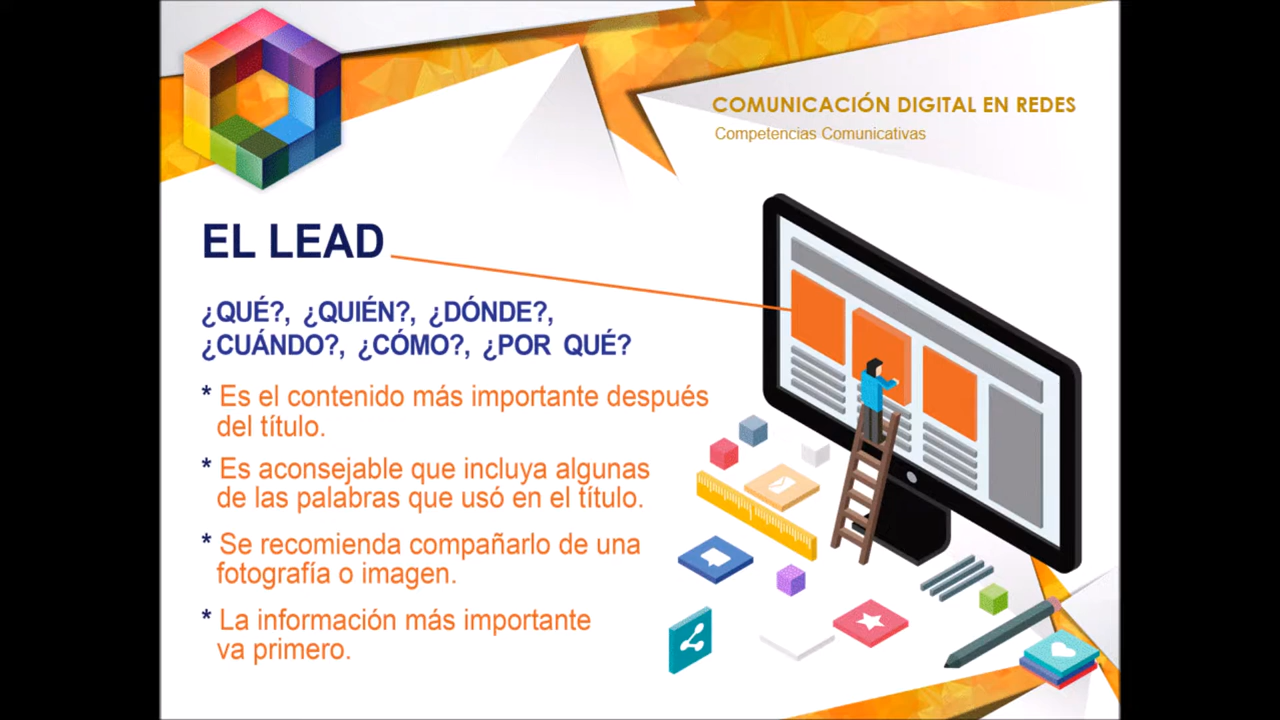 COMUNICACIÓN DIGITAL EN REDES
Competencias Comunicativas
EL LEAD
¿QUÉ?, ¿QUIÉN?, ¿DÓNDE?,
¿CUÁNDO?, ¿CÓMO?, ¿POR QUÉ?
* Es el contenido más importante después
del título.
* Es aconsejable que incluya algunas
de las palabras que usó en el título.
* Se recomienda compañarlo de una
fotografía o imagen.
* La información más importante
va primero.